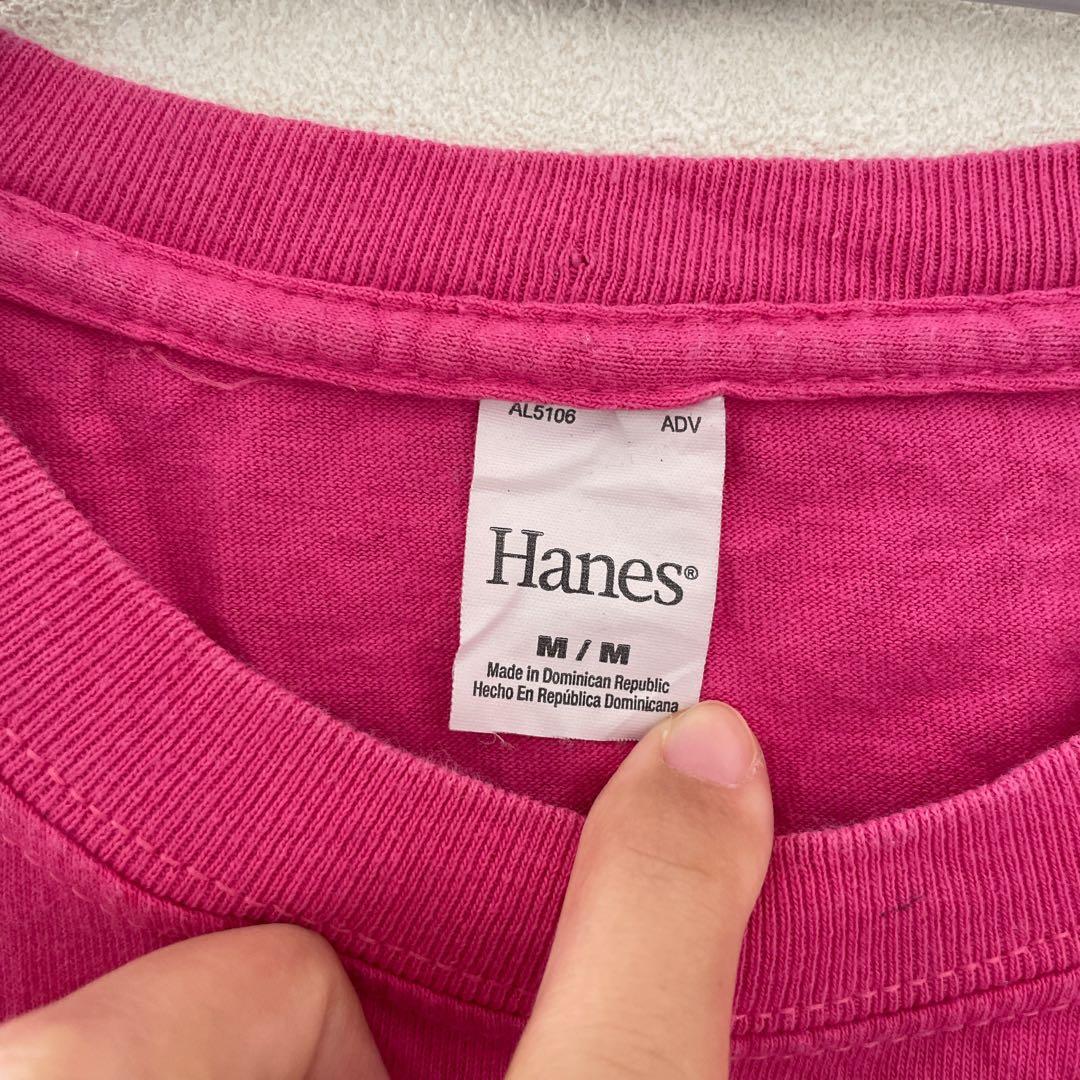 AL5106 ADV
Hanes®
M / M
Made in Dominican Republic
Hecho En República Dominicana